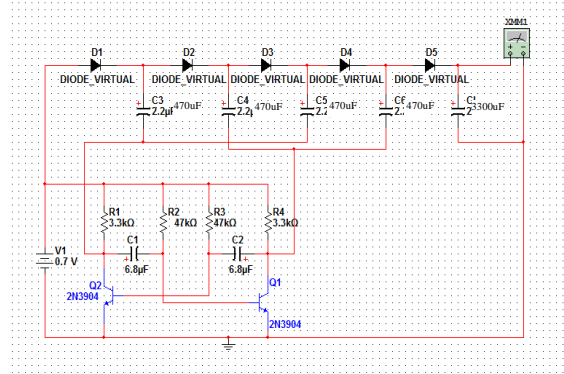 XMM1
D1 D2 D3 D4 D5
DIODE_VIRTUAL DIODE_VIRTUAL DIODE_VIRTUAL DIODE_VIRTUAL DIODE_VIRTUAL
C3 C4 C5
2.2µF 470uF 470uF 470uF 470uF 3300uF
R1 R2 R3 R4
3.3kΩ 47kΩ 47kΩ 3.3kΩ
C1 C2
V1
0.7 V
6.8µF 6.8µF
Q2 Q1
2N3904
2N3904